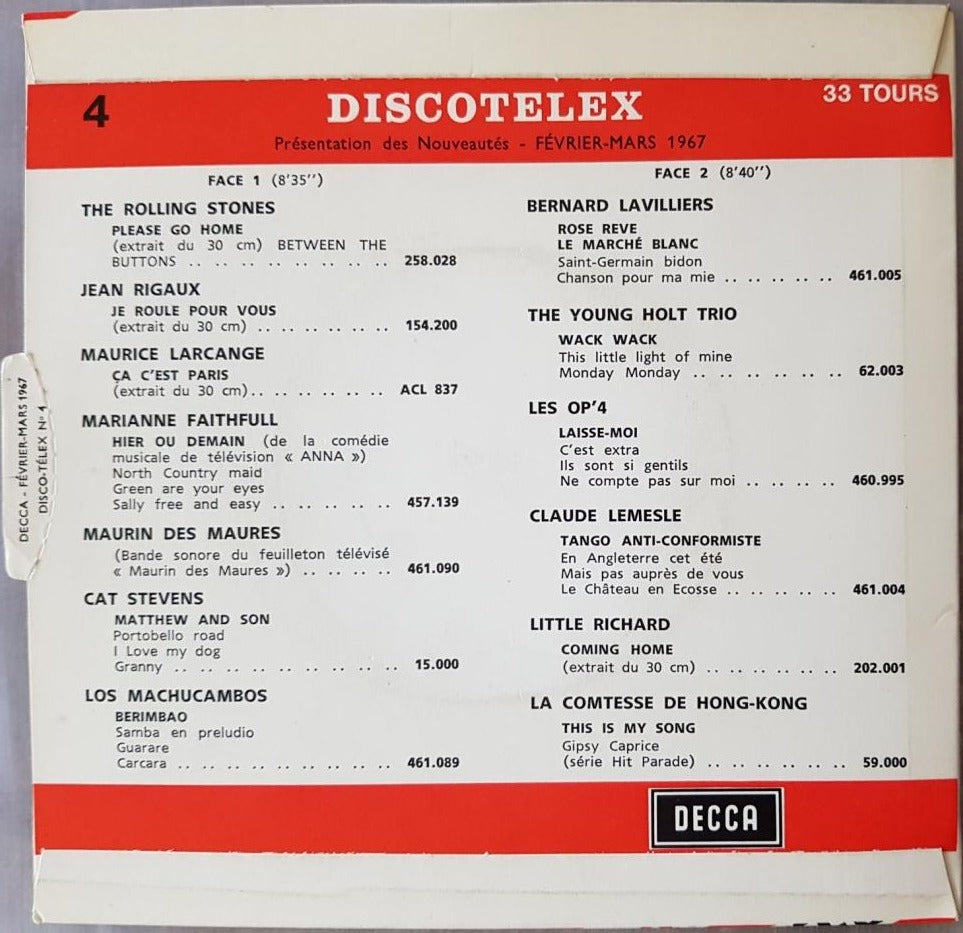 4
DISCOTELEX
33 TOURS
Présentation des Nouveautés - FÉVRIER-MARS 1967
FACE 1 (8'35'')
THE ROLLING STONES
PLEASE GO HOME
(extrait du 30 cm) BETWEEN THE
BUTTONS .. .. .. .. .. .. .. .. .. 258.028
JEAN RIGAUX
JE ROULE POUR VOUS
(extrait du 30 cm) .. .. .. .. .. .. 154.200
MAURICE LARCANGE
ÇA C'EST PARIS
(extrait du 30 cm).. .. .. .. .. .. ACL 837
MARIANNE FAITHFULL
HIER OU DEMAIN (de la comédie
musicale de télévision « ANNA »)
North Country maid
Green are your eyes
Sally free and easy .. .. .. .. .. 457.139
MAURIN DES MAURES
(Bande sonore du feuilleton télévisé
« Maurin des Maures ») .. .. .. .. 461.090
CAT STEVENS
MATTHEW AND SON
Portobello road
I Love my dog
Granny .. .. .. .. .. .. .. .. .. 15.000
LOS MACHUCAMBOS
BERIMBAO
Samba en preludio
Guarare
Carcara .. .. .. .. .. .. .. .. .. 461.089
FACE 2 (8'40'')
BERNARD LAVILLIERS
ROSE REVE
LE MARCHÉ BLANC
Saint-Germain bidon
Chanson pour ma mie .. .. .. .. .. 461.005
THE YOUNG HOLT TRIO
WACK WACK
This little light of mine
Monday Monday .. .. .. .. .. .. 62.003
LES OP'4
LAISSE-MOI
C'est extra
Ils sont si gentils
Ne compte pas sur moi .. .. .. .. 460.995
CLAUDE LEMESLE
TANGO ANTI-CONFORMISTE
En Angleterre cet été
Mais pas auprès de vous
Le Château en Ecosse .. .. .. .. .. 461.004
LITTLE RICHARD
COMING HOME
(extrait du 30 cm) .. .. .. .. .. .. 202.001
LA COMTESSE DE HONG-KONG
THIS IS MY SONG
Gipsy Caprice
(série Hit Parade) .. .. .. .. .. .. 59.000
DECCA
DECCA - FÉVRIER-MARS 1967
DISCO-TÉLEX N° 4